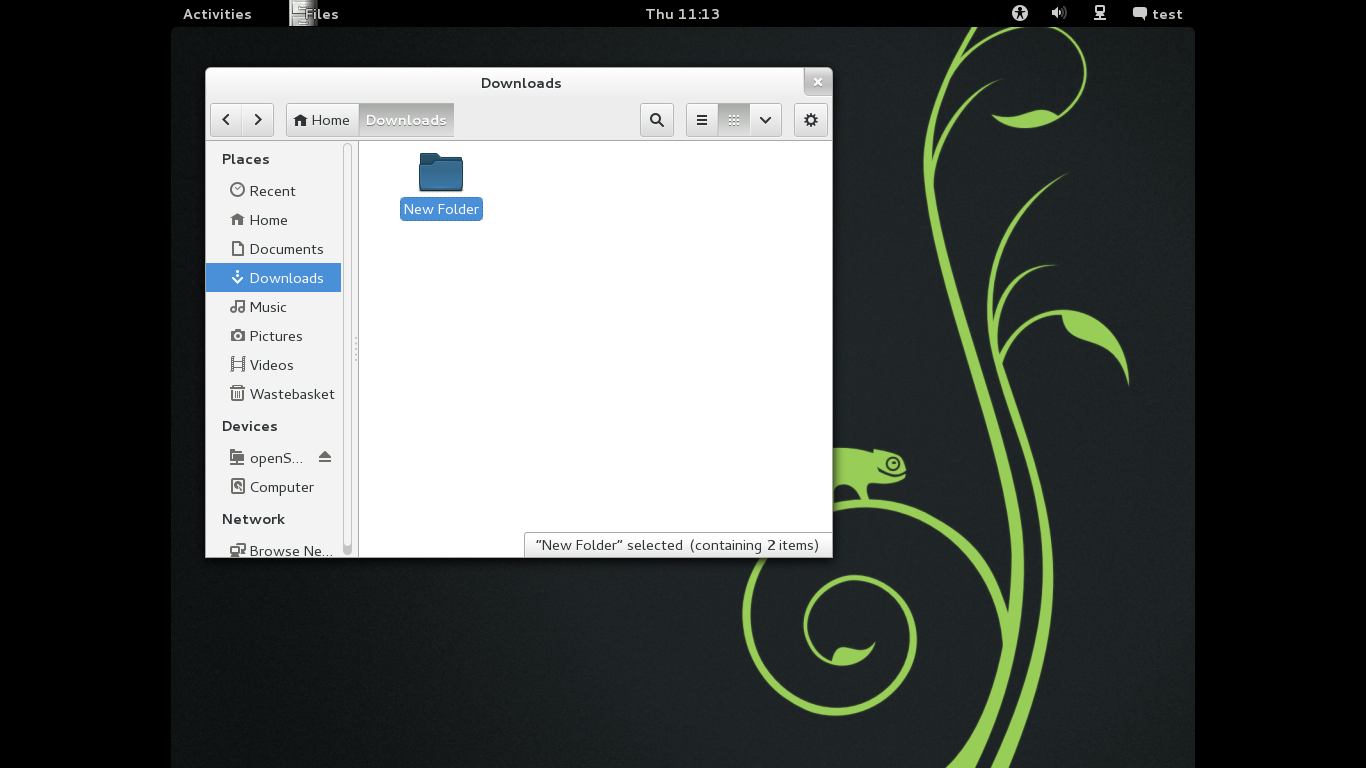 Activities Files Thu 11:13 test
Downloads
Home Downloads
Places
Recent
Home
Documents
Downloads
Music
Pictures
Videos
Wastebasket
Devices
openS...
Computer
Network
Browse Ne...
New Folder
“New Folder” selected (containing 2 items)